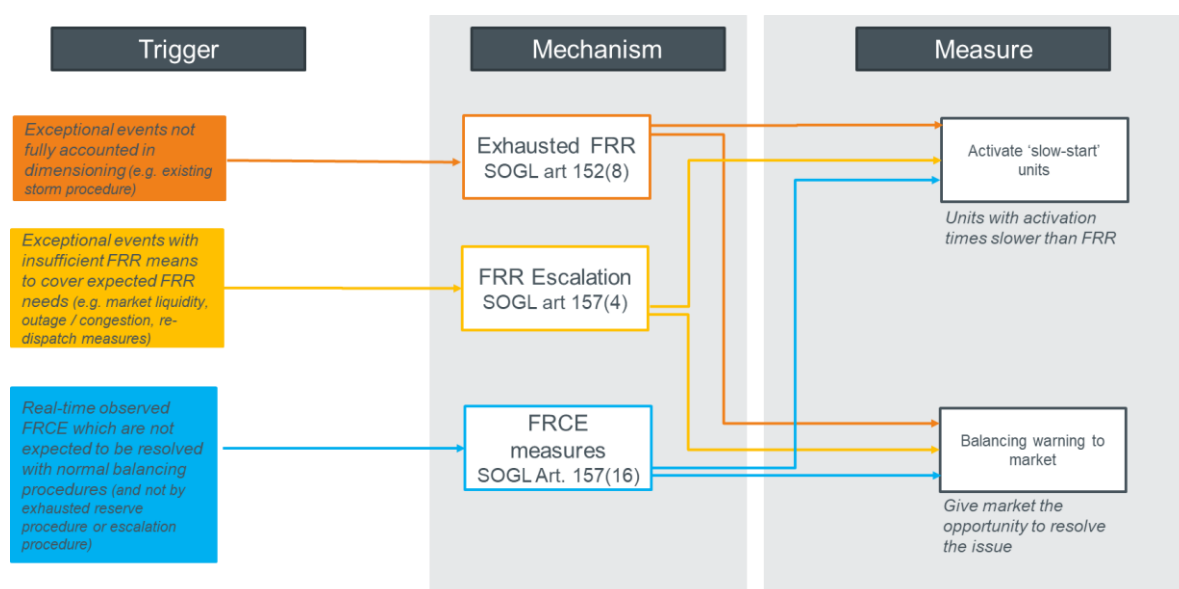 Trigger
Mechanism
Measure
Exceptional events not
fully accounted in
dimensioning (e.g. existing
storm procedure)
Exhausted FRR
SOGL art 152(8)
Activate ‘slow-start’
units
Units with activation
times slower than FRR
Exceptional events with
insufficient FRR means
to cover expected FRR
needs (e.g. market liquidity,
outage / congestion, re-
dispatch measures)
FRR Escalation
SOGL art 157(4)
Real-time observed
FRCE which are not
expected to be resolved
with normal balancing
procedures (and not by
exhausted reserve
procedure or escalation
procedure)
FRCE
measures
SOGL Art. 157(16)
Balancing warning to
market
Give market the
opportunity to resolve
the issue